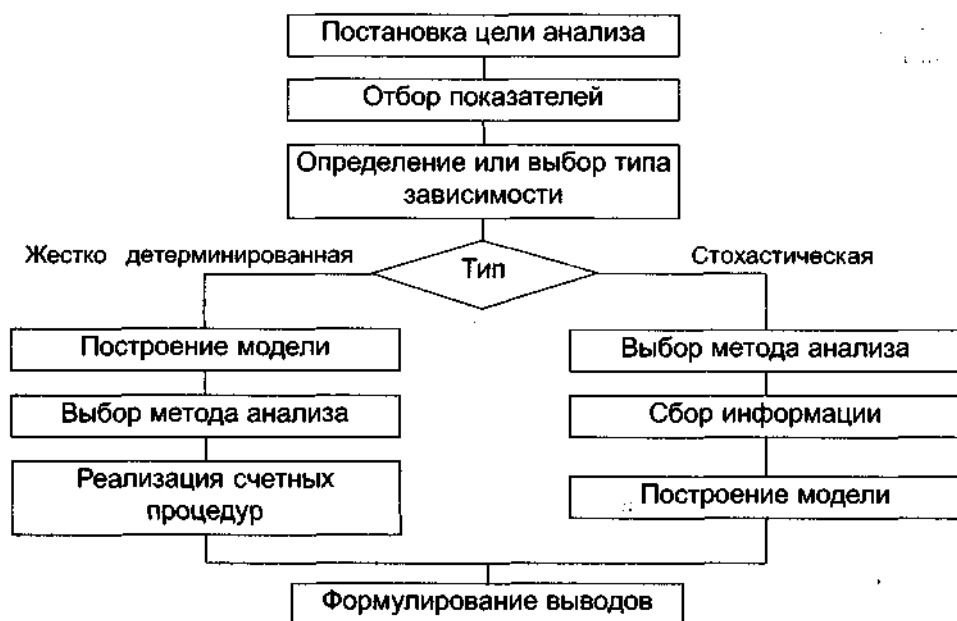 Постановка цели анализа
Отбор показателей
Определение или выбор типа
зависимости
Жестко детерминированная
Тип
Стохастическая
Построение модели
Выбор метода анализа
Реализация счетных
процедур
Выбор метода анализа
Сбор информации
Построение модели
Формулирование выводов